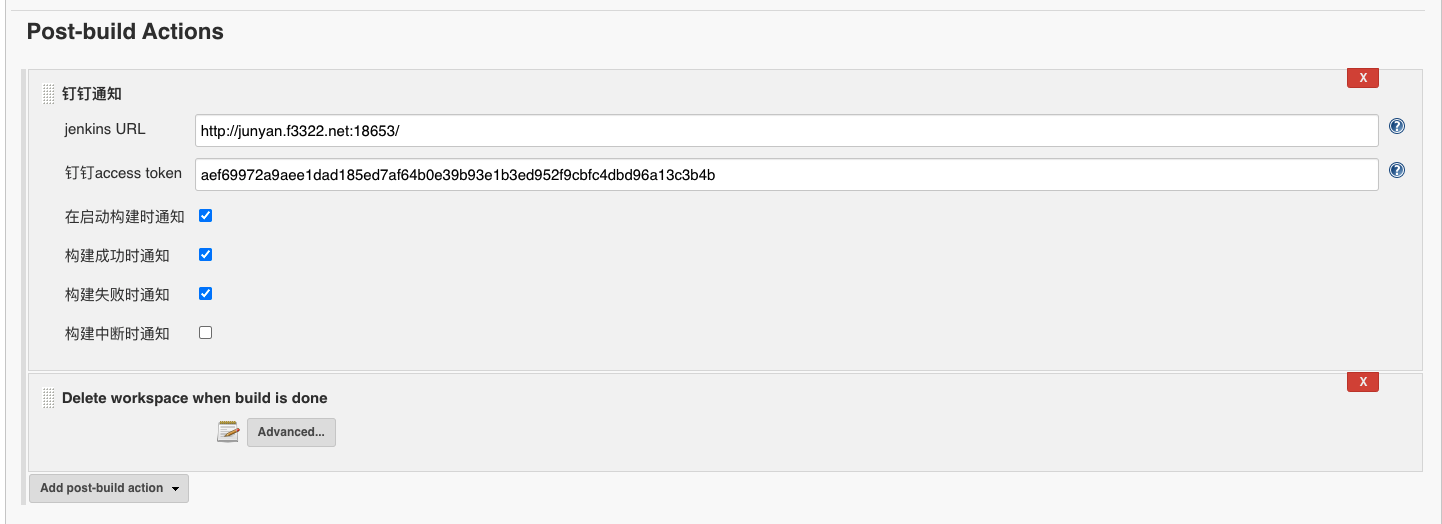 Post-build Actions
X
钉钉通知
jenkins URL
http://junyan.f3322.net:18653/
?
钉钉access token
aef69972a9aee1dad185ed7af64b0e39b93e1b3ed952f9cbfc4dbd96a13c3b4b
?
在启动构建时通知
构建成功时通知
构建失败时通知
构建中断时通知
X
Delete workspace when build is done
Advanced...
Add post-build action